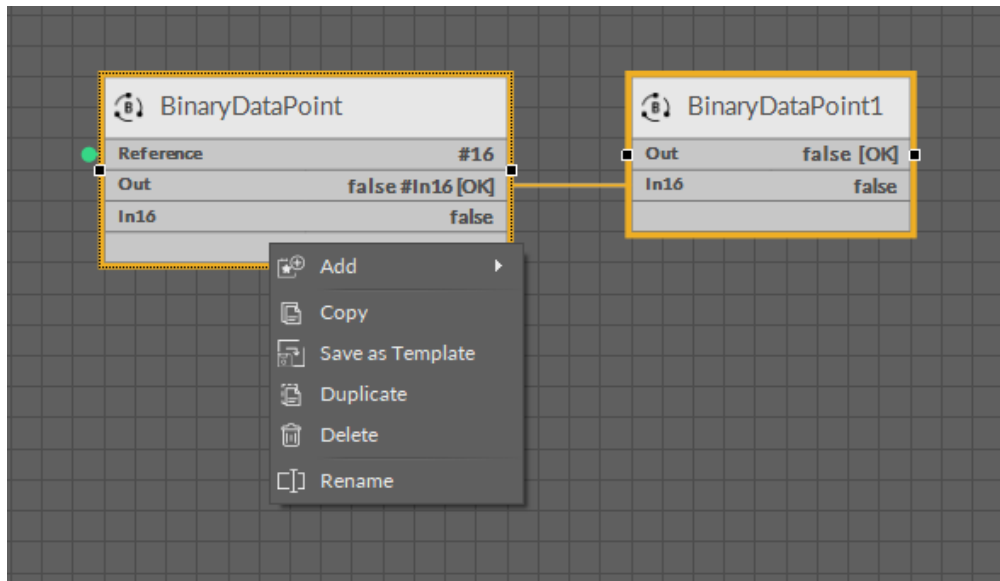 BinaryDataPoint
Reference #16
Out false #In16 [OK]
In16 false
BinaryDataPoint1
Out false [OK]
In16 false
Add
Copy
Save as Template
Duplicate
Delete
Rename